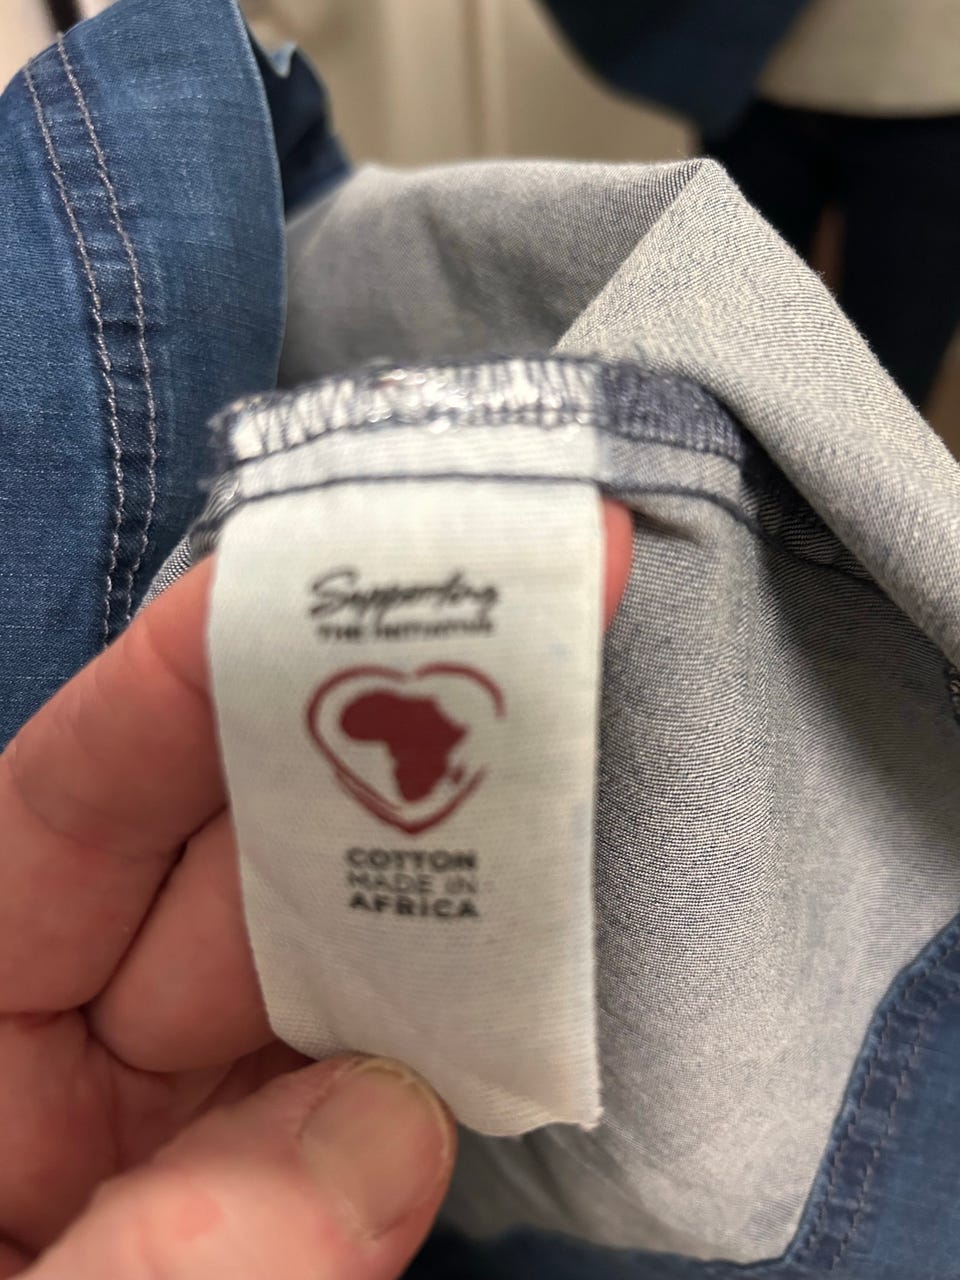 Supporting
THE INITIATIVE
COTTON
MADE IN
AFRICA